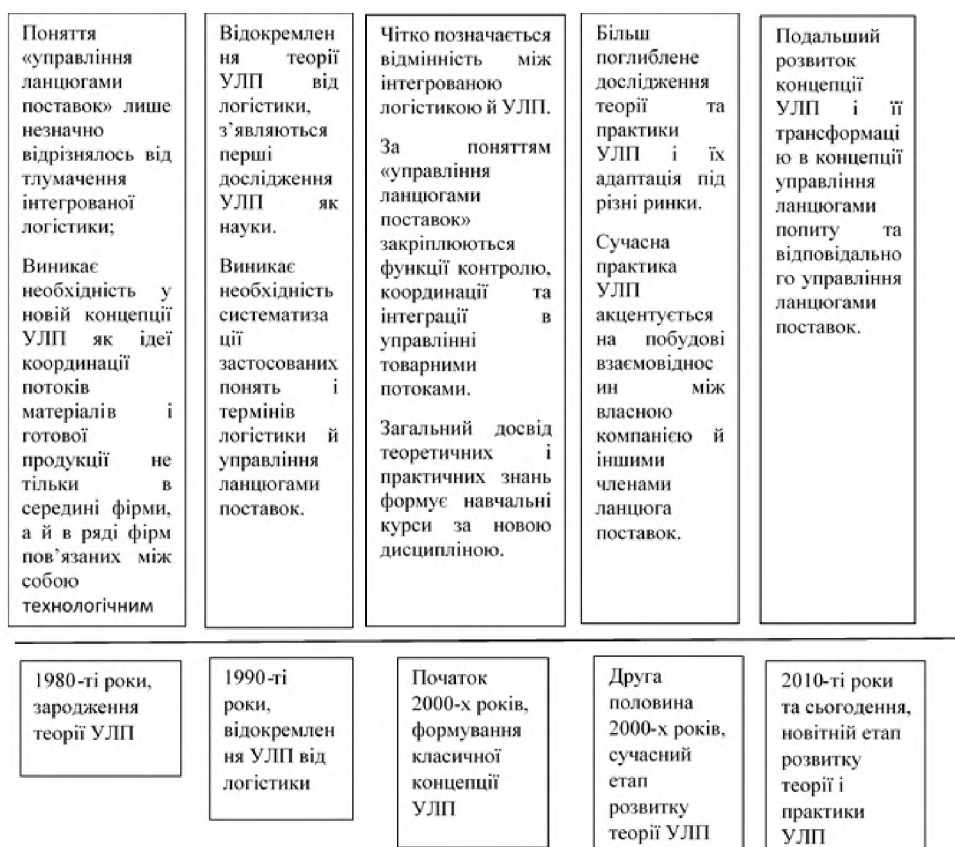 Поняття
«управління
ланцюгами
поставок» лише
незначно
відрізнялось від
тлумачення
інтегрованої
логістики;
Виникає
необхідність у
новій концепції
УЛП як ідеї
координації
потоків
матеріалів і
готової
продукції не
тільки в
середині фірми,
а й в ряді фірм
пов’язаних між
собою
технологічним
Відокремлен
ня теорії
УЛП від
логістики,
з’являються
перші
дослідження
УЛП як
науки.
Виникає
необхідність
систематиза
ції
застосованих
понять і
термінів
логістики й
управління
ланцюгами
поставок.
Чітко позначається
відмінність між
інтегрованою
логістикою й УЛП.
За поняттям
«управління
ланцюгами
поставок»
закріплюються
функції контролю,
координації та
інтеграції в
управлінні
товарними
потоками.
Загальний досвід
теоретичних і
практичних знань
формує навчальні
курси за новою
дисципліною.
Більш
поглиблене
дослідження
теорії та
практики
УЛП і їх
адаптація під
різні ринки.
Сучасна
практика
УЛП
акцентується
на побудові
взаємовіднос
ин між
власною
компанією й
іншими
членами
ланцюга
поставок.
Подальший
розвиток
концепції
УЛП і її
трансформаці
ю в концепції
управління
ланцюгами
попиту та
відповідально
го управління
ланцюгами
поставок.
1980-ті роки,
зародження
теорії УЛП
1990-ті
роки,
відокремлен
ня УЛП від
логістики
Початок
2000-х років,
формування
класичної
концепції
УЛП
Друга
половина
2000-х років,
сучасний
етап
розвитку
теорії УЛП
2010-ті роки
та сьогодення,
новітній етап
розвитку
теорії і
практики
УЛП